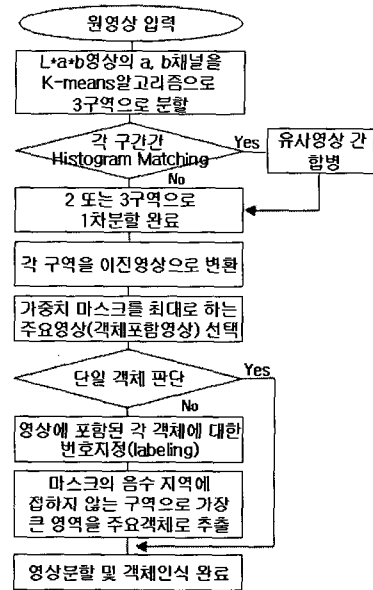 원영상 입력
L*a*b영상의 a, b채널을
K-means알고리즘으로
3구역으로 분할
각 구간간
Histogram Matching
Yes
유사영상 간
합병
No
2 또는 3구역으로
1차분할 완료
각 구역을 이진영상으로 변환
가중치 마스크를 최대로 하는
주요영상(객체포함영상) 선택
단일 객체 판단
Yes
No
영상에 포함된 각 객체에 대한
번호지정(labeling)
마스크의 음수 지역에
접하지 않는 구역으로 가장
큰 영역을 주요객체로 추출
영상분할 및 객체인식 완료